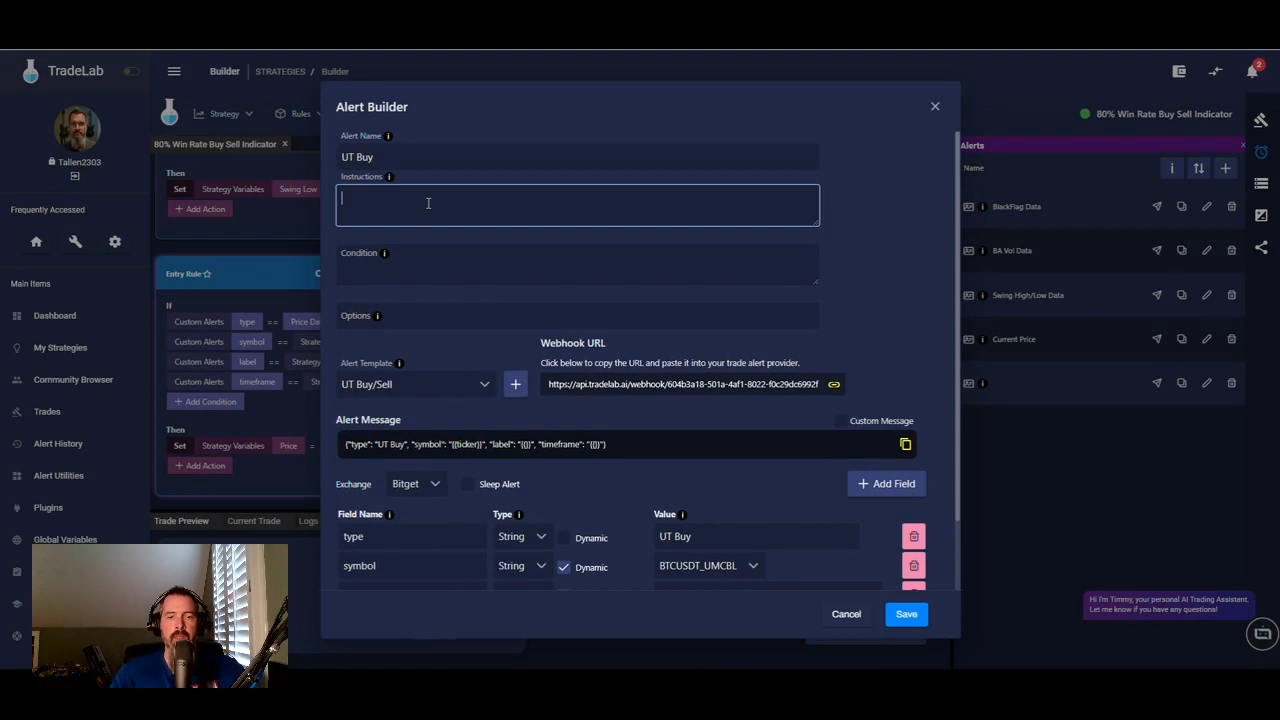 TradeLab
Builder
STRATEGIES / Builder
2
Tallen2303
Strategy
Rules
80% Win Rate Buy Sell Indicator
80% Win Rate Buy Sell Indicator ×
Frequently Accessed
Main Items
Dashboard
My Strategies
Community Browser
Trades
Alert History
Alert Utilities
Plugins
Global Variables
Then
Set Strategy Variables Swing Low
+ Add Action
Entry Rule
If
Custom Alerts type == Price Da
Custom Alerts symbol == Strate
Custom Alerts label == Strategy
Custom Alerts timeframe == St
+ Add Condition
Then
Set Strategy Variables Price =
+ Add Action
Trade Preview Current Trade Logs
Alert Builder
Alert Name i
UT Buy
Instructions i
Condition i
Options i
Webhook URL
Click below to copy the URL and paste it into your trade alert provider.
Alert Template i
UT Buy/Sell
+
https://api.tradelab.ai/webhook/604b3a18-501a-4af1-8022-f0c29dc6992f
Alert Message
Custom Message
{"type": "UT Buy", "symbol": "{{ticker}}", "label": "{{}}", "timeframe": "{{}}"}
Exchange Bitget Sleep Alert
+ Add Field
Field Name i Type i Value i
type String Dynamic UT Buy
symbol String Dynamic BTCUSDT_UMCBL
Cancel Save
Alerts ×
Name i +
BlackFlag Data
BA Vol Data
Swing High/Low Data
Current Price
Hi I'm Timmy, your personal AI Trading Assistant.
Let me know if you have any questions!